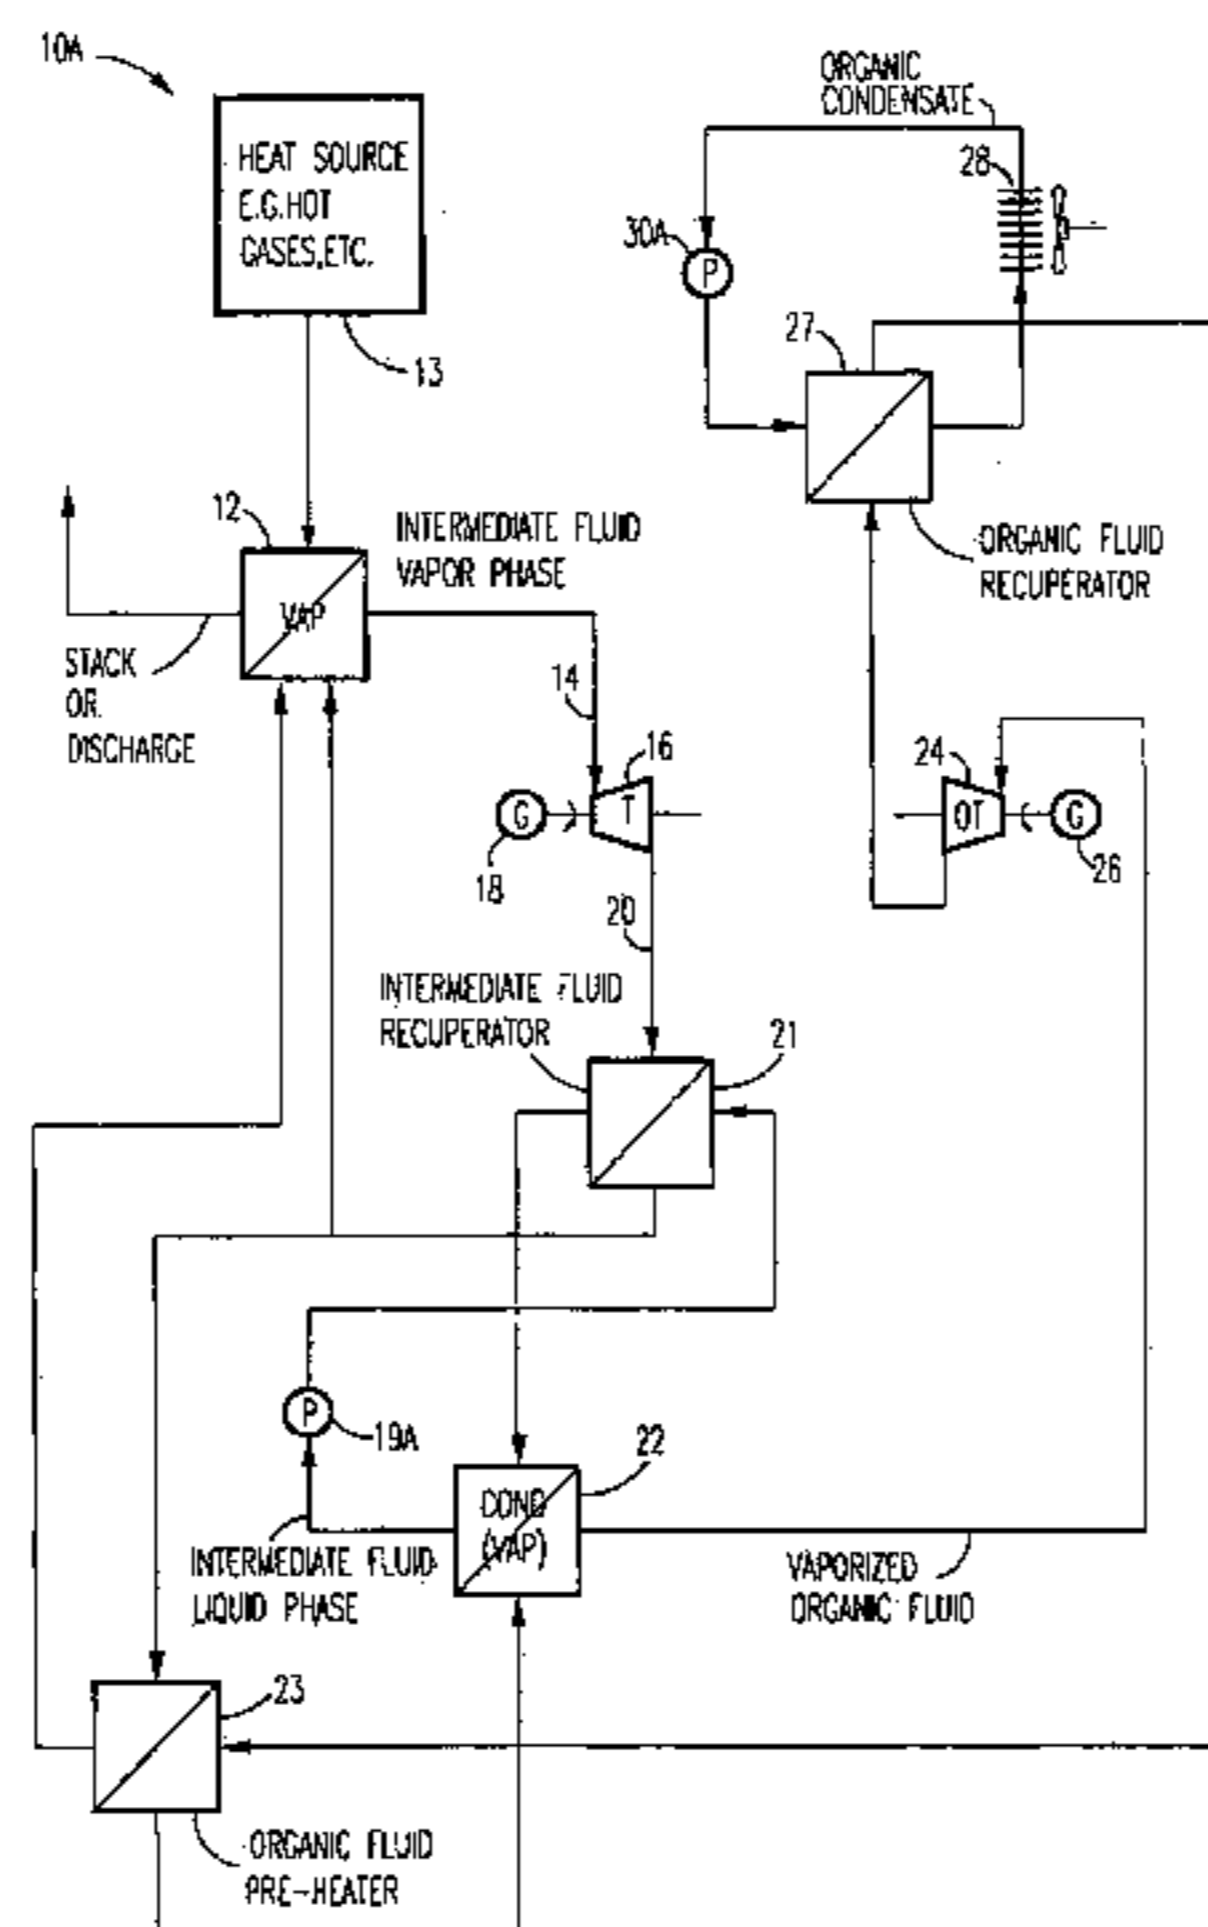 10A
ORGANIC
CONDENSATE
HEAT SOURCE
E.G.HOT
GASES,ETC.
28
30A
P
27
13
12
INTERMEDIATE FLUID
VAPOR PHASE
ORGANIC FLUID
RECUPERATOR
VAP
STACK
OR
DISCHARGE
14
16
24
G
T
OT
G
18
26
20
INTERMEDIATE FLUID
RECUPERATOR
21
P
19A
22
COND
(VAP)
INTERMEDIATE FLUID
LIQUID PHASE
VAPORIZED
ORGANIC FLUID
23
ORGANIC FLUID
PRE-HEATER